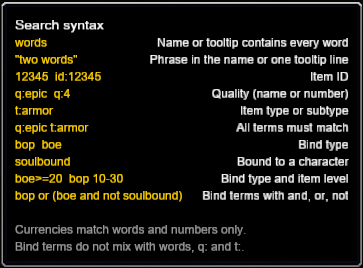 Search syntax
words Name or tooltip contains every word
"two words" Phrase in the name or one tooltip line
12345 id:12345 Item ID
q:epic q:4 Quality (name or number)
t:armor Item type or subtype
q:epic t:armor All terms must match
bop boe Bind type
soulbound Bound to a character
boe>=20 bop 10-30 Bind type and item level
bop or (boe and not soulbound) Bind terms with and, or, not
Currencies match words and numbers only.
Bind terms do not mix with words, q: and t:.